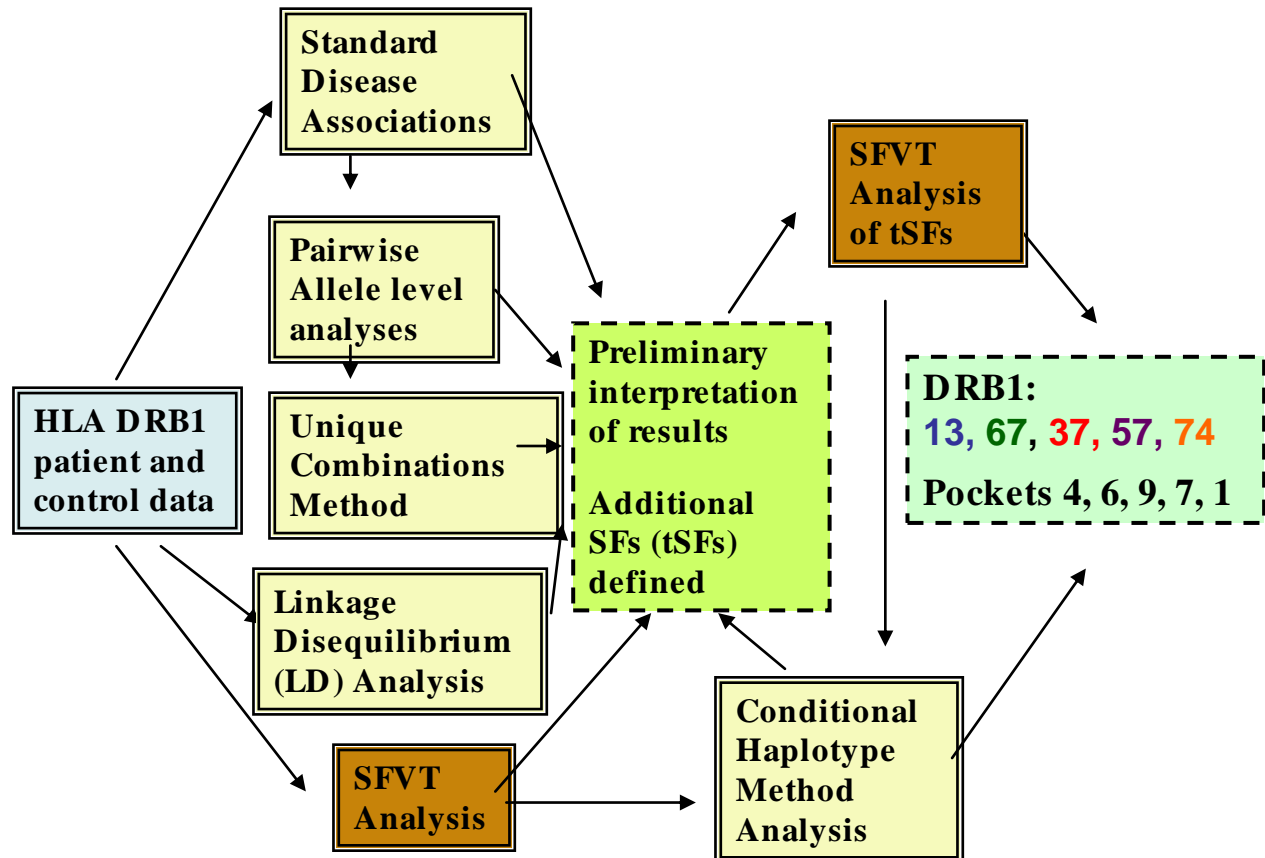 Standard
Disease
Associations
SFVT
Analysis
of tSFs
Pairwise
Allele level
analyses
Preliminary
interpretation
of results
Additional
SFs (tSFs)
defined
DRB1:
13, 67, 37, 57, 74
Pockets 4, 6, 9, 7, 1
HLA DRB1
patient and
control data
Unique
Combinations
Method
Linkage
Disequilibrium
(LD) Analysis
Conditional
Haplotype
Method
Analysis
SFVT
Analysis